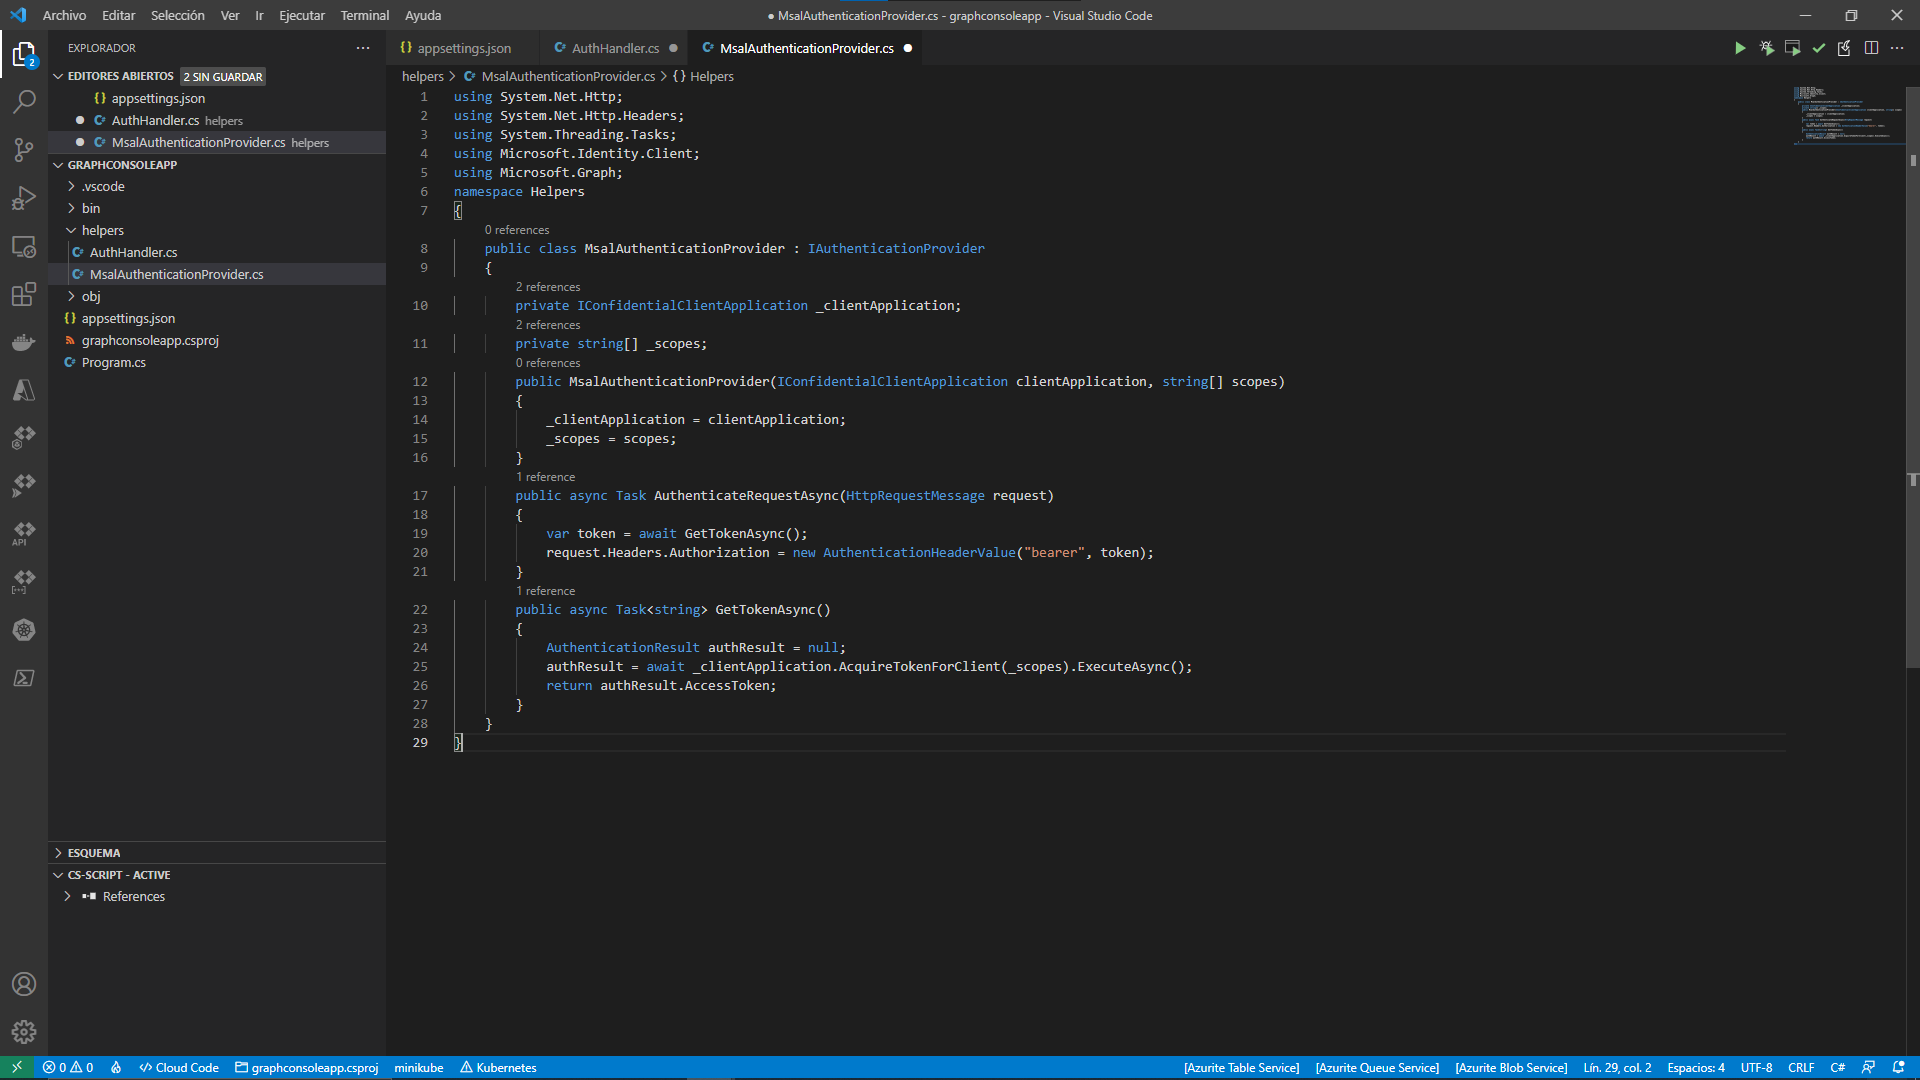 Archivo Editar Selección Ver Ir Ejecutar Terminal Ayuda
● MsalAuthenticationProvider.cs - graphconsoleapp - Visual Studio Code
EXPLORADOR
EDITORES ABIERTOS 2 SIN GUARDAR
{} appsettings.json
AuthHandler.cs helpers
MsalAuthenticationProvider.cs helpers
GRAPHCONSOLEAPP
.vscode
bin
helpers
AuthHandler.cs
MsalAuthenticationProvider.cs
obj
{} appsettings.json
graphconsoleapp.csproj
Program.cs
ESQUEMA
CS-SCRIPT - ACTIVE
References
2
API
{} appsettings.json AuthHandler.cs MsalAuthenticationProvider.cs
helpers > MsalAuthenticationProvider.cs > {} Helpers
1 using System.Net.Http;
2 using System.Net.Http.Headers;
3 using System.Threading.Tasks;
4 using Microsoft.Identity.Client;
5 using Microsoft.Graph;
6 namespace Helpers
7 {
0 references
8 public class MsalAuthenticationProvider : IAuthenticationProvider
9 {
2 references
10 private IConfidentialClientApplication _clientApplication;
2 references
11 private string[] _scopes;
0 references
12 public MsalAuthenticationProvider(IConfidentialClientApplication clientApplication, string[] scopes)
13 {
14 _clientApplication = clientApplication;
15 _scopes = scopes;
16 }
1 reference
17 public async Task AuthenticateRequestAsync(HttpRequestMessage request)
18 {
19 var token = await GetTokenAsync();
20 request.Headers.Authorization = new AuthenticationHeaderValue("bearer", token);
21 }
1 reference
22 public async Task<string> GetTokenAsync()
23 {
24 AuthenticationResult authResult = null;
25 authResult = await _clientApplication.AcquireTokenForClient(_scopes).ExecuteAsync();
26 return authResult.AccessToken;
27 }
28 }
29 }
0 0 Cloud Code graphconsoleapp.csproj minikube Kubernetes [Azurite Table Service] [Azurite Queue Service] [Azurite Blob Service] Lín. 29, col. 2 Espacios: 4 UTF-8 CRLF C#